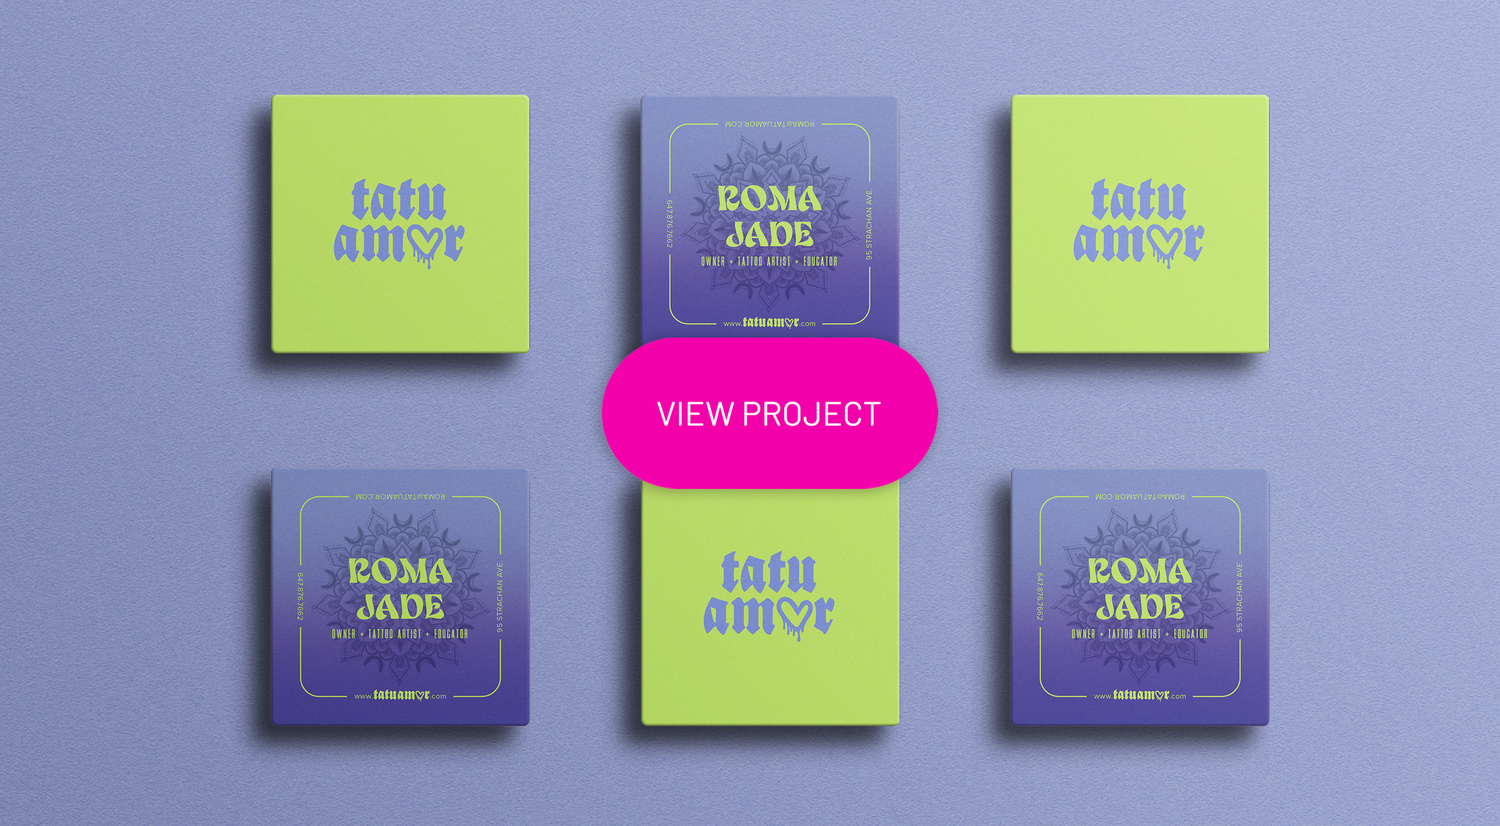 tatu
amor
ROMA@TATUAMOR.COM
647.876.7662
ROMA
JADE
OWNER + TATTOO ARTIST + EDUCATOR
95 STRACHAN AVE.
www.tatuamor.com
tatu
amor
VIEW PROJECT
ROMA@TATUAMOR.COM
647.876.7662
ROMA
JADE
OWNER + TATTOO ARTIST + EDUCATOR
95 STRACHAN AVE.
www.tatuamor.com
tatu
amor
ROMA@TATUAMOR.COM
647.876.7662
ROMA
JADE
OWNER + TATTOO ARTIST + EDUCATOR
95 STRACHAN AVE.
www.tatuamor.com